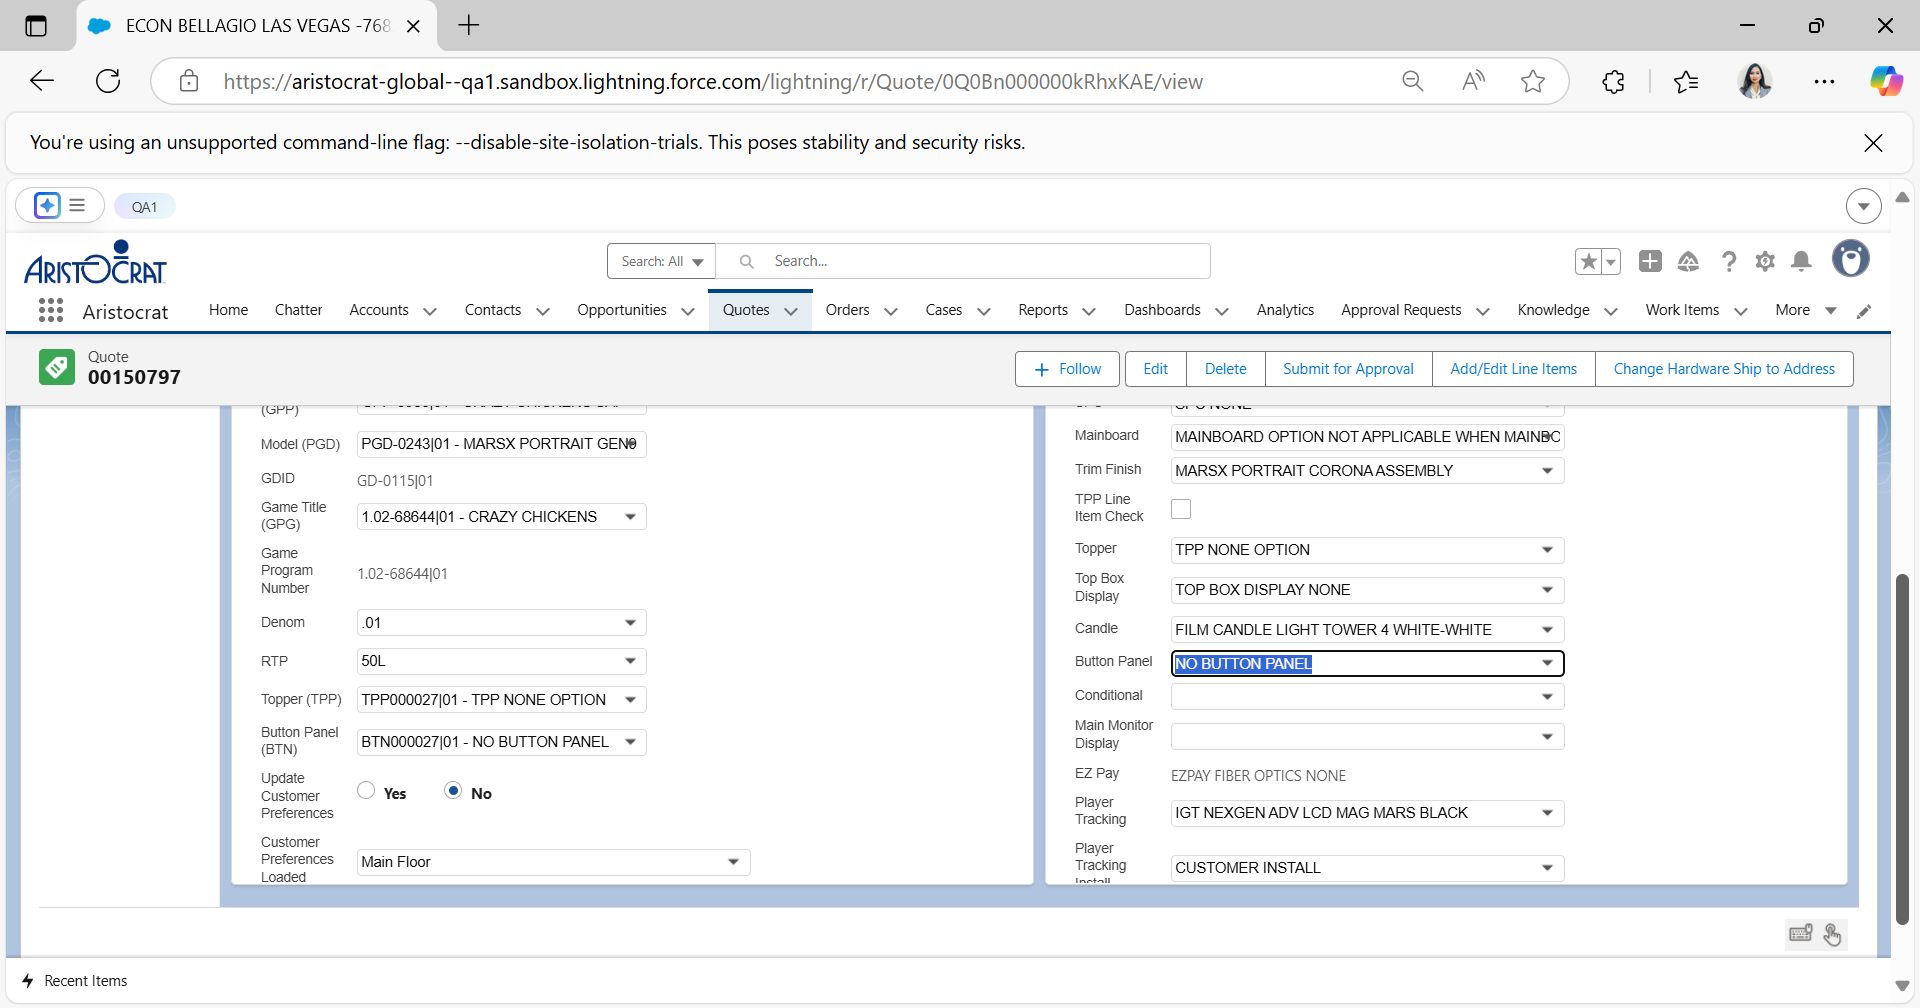 ECON BELLAGIO LAS VEGAS -768
https://aristocrat-global--qa1.sandbox.lightning.force.com/lightning/r/Quote/0Q0Bn000000kRhxKAE/view
You're using an unsupported command-line flag: --disable-site-isolation-trials. This poses stability and security risks.
QA1
ARISTOCRAT
Search: All
Search...
Aristocrat
Home
Chatter
Accounts
Contacts
Opportunities
Quotes
Orders
Cases
Reports
Dashboards
Analytics
Approval Requests
Knowledge
Work Items
More
Quote
00150797
Follow
Edit
Delete
Submit for Approval
Add/Edit Line Items
Change Hardware Ship to Address
(GPP)
Model (PGD)
PGD-0243|01 - MARSX PORTRAIT GEN9
GDID
GD-0115|01
Game Title
(GPG)
1.02-68644|01 - CRAZY CHICKENS
Game
Program
Number
1.02-68644|01
Denom
.01
RTP
50L
Topper (TPP)
TPP000027|01 - TPP NONE OPTION
Button Panel
(BTN)
BTN000027|01 - NO BUTTON PANEL
Update
Customer
Preferences
Yes
No
Customer
Preferences
Loaded
Main Floor
Mainboard
MAINBOARD OPTION NOT APPLICABLE WHEN MAINBO
Trim Finish
MARSX PORTRAIT CORONA ASSEMBLY
TPP Line
Item Check
Topper
TPP NONE OPTION
Top Box
Display
TOP BOX DISPLAY NONE
Candle
FILM CANDLE LIGHT TOWER 4 WHITE-WHITE
Button Panel
NO BUTTON PANEL
Conditional
Main Monitor
Display
EZ Pay
EZPAY FIBER OPTICS NONE
Player
Tracking
IGT NEXGEN ADV LCD MAG MARS BLACK
Player
Tracking
Install
CUSTOMER INSTALL
Recent Items